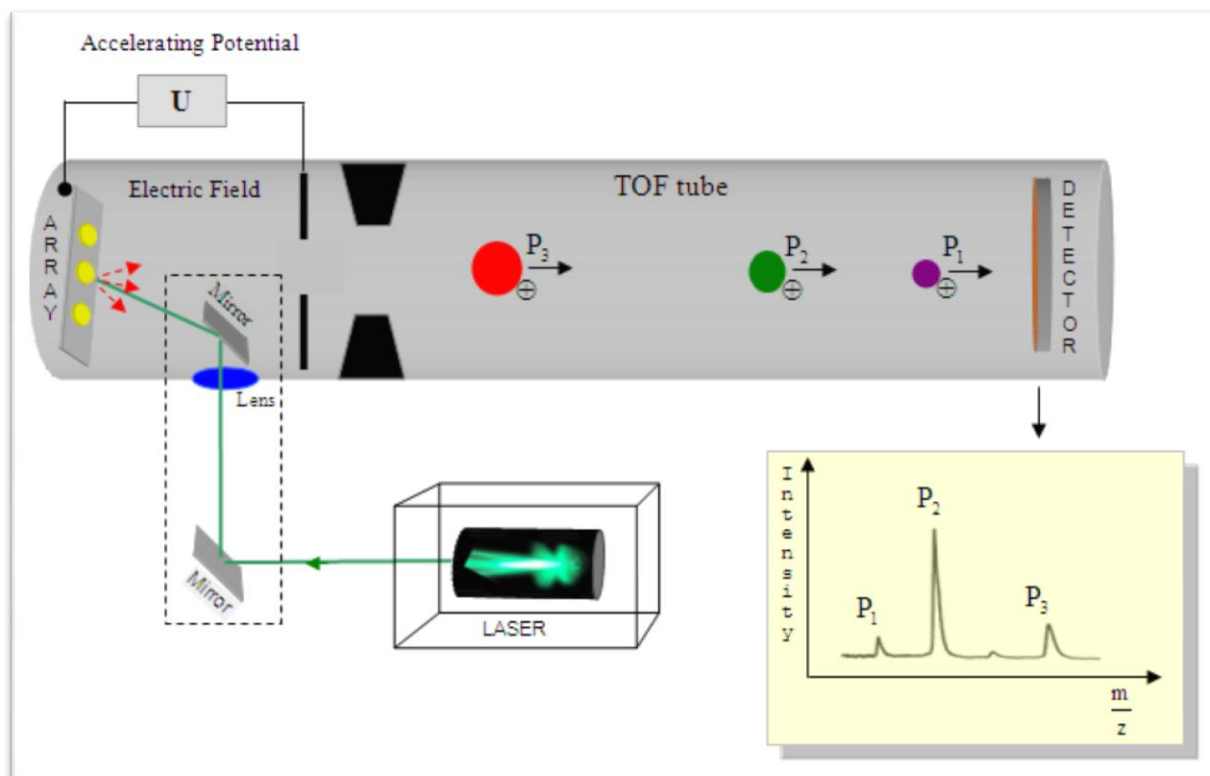 Accelerating Potential
U
Electric Field
TOF tube
ARRAY
P3
P2
P1
DETECTOR
Mirror
Lens
Mirror
LASER
Intensity
P1
P2
P3
m
z